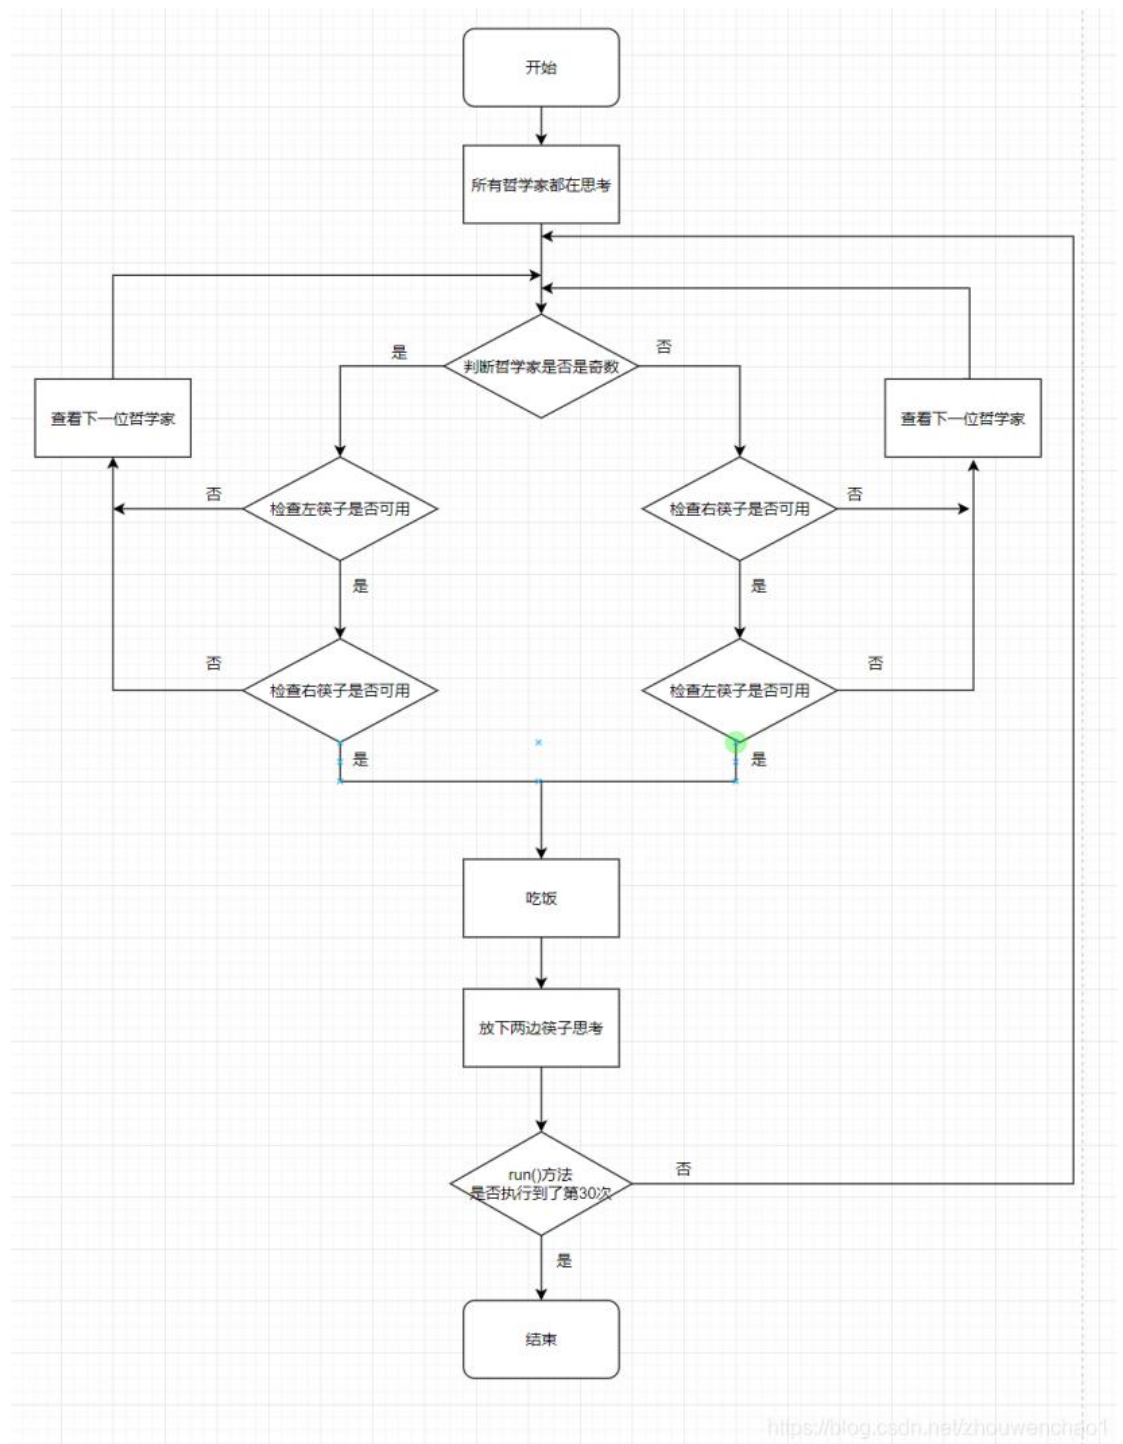 开始
所有哲学家都在思考
判断哲学家是否是奇数
是
否
查看下一位哲学家
查看下一位哲学家
检查左筷子是否可用
否
检查右筷子是否可用
否
是
是
检查右筷子是否可用
否
检查左筷子是否可用
否
是
是
吃饭
放下两边筷子思考
run()方法
是否执行到了第30次
否
是
结束
https://blog.csdn.net/zhouwenchao1